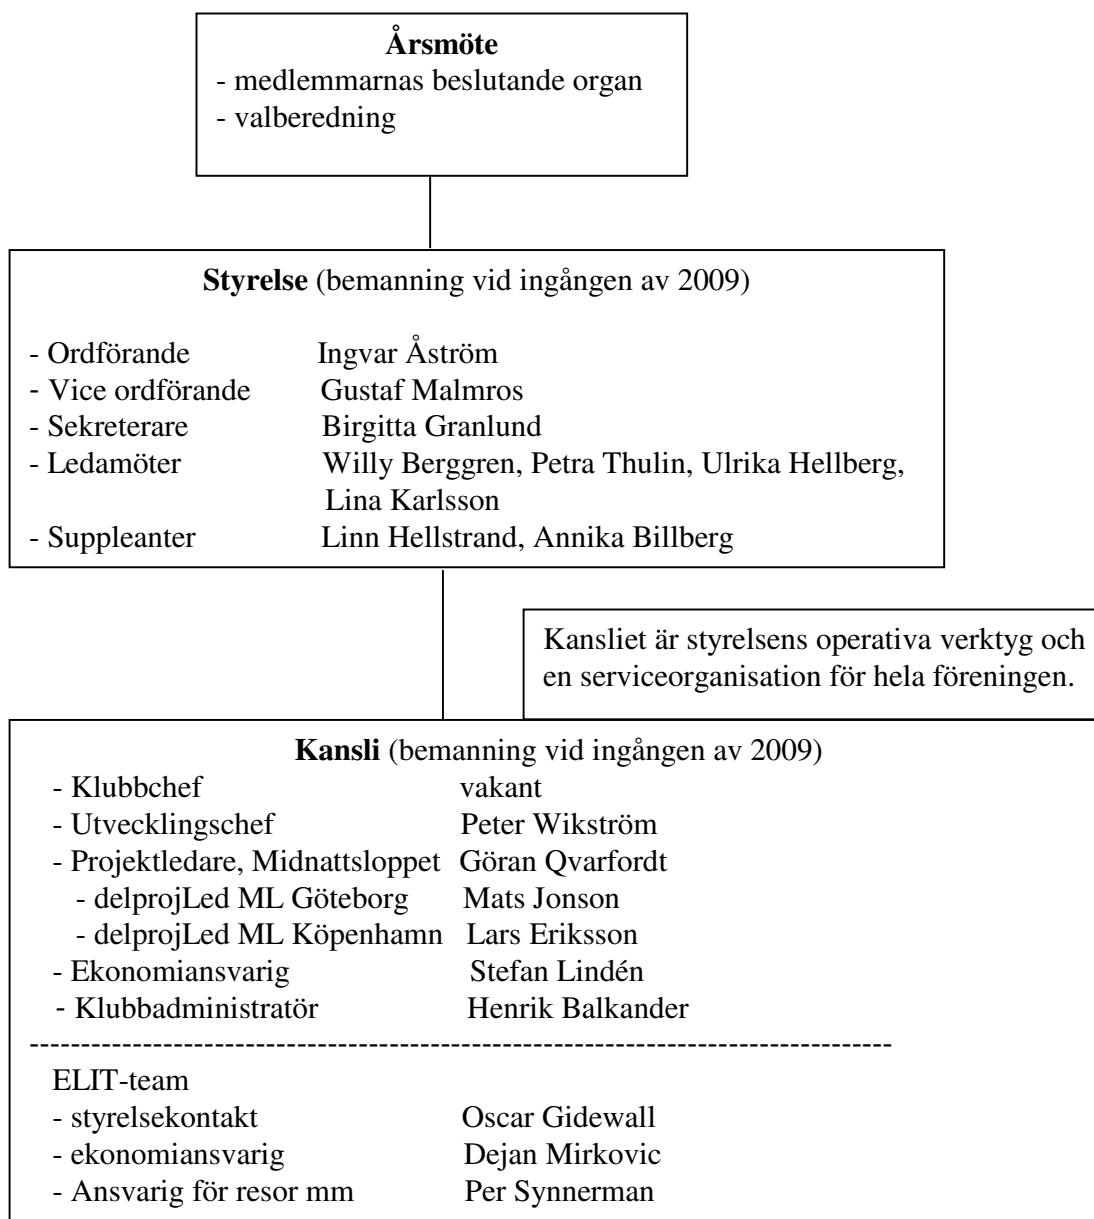 Årsmöte
- medlemmarnas beslutande organ
- valberedning
Styrelse (bemanning vid ingången av 2009)
- Ordförande Ingvar Åström
- Vice ordförande Gustaf Malmros
- Sekreterare Birgitta Granlund
- Ledamöter Willy Berggren, Petra Thulin, Ulrika Hellberg,
Lina Karlsson
- Suppleanter Linn Hellstrand, Annika Billberg
Kansliet är styrelsens operativa verktyg och
en serviceorganisation för hela föreningen.
Kansli (bemanning vid ingången av 2009)
- Klubbchef vakant
- Utvecklingschef Peter Wikström
- Projektledare, Midnattsloppet Göran Qvarfordt
- delprojLed ML Göteborg Mats Jonson
- delprojLed ML Köpenhamn Lars Eriksson
- Ekonomiansvarig Stefan Lindén
- Klubbadministratör Henrik Balkander
------------------------------------------------------------------------------------
ELIT-team
- styrelsekontakt Oscar Gidewall
- ekonomiansvarig Dejan Mirkovic
- Ansvarig för resor mm Per Synnerman